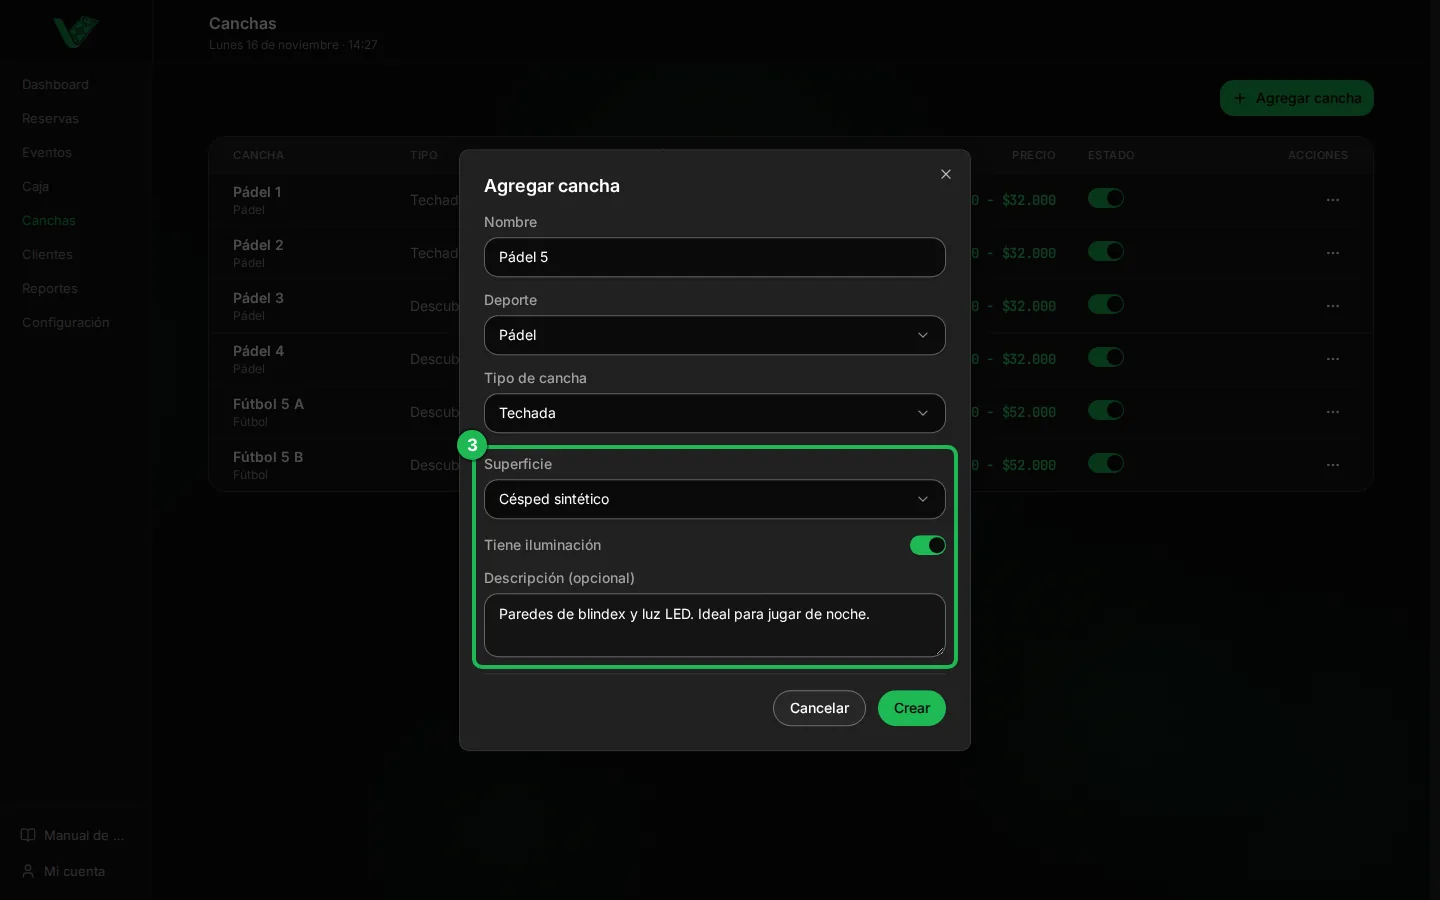 Canchas
Lunes 16 de noviembre · 14:27
Dashboard
Reservas
Eventos
Caja
Canchas
Clientes
Reportes
Configuración
Manual de ...
Mi cuenta
+ Agregar cancha
CANCHA TIPO PRECIO ESTADO ACCIONES
Pádel 1
Pádel
Techad 0 - $32.000
Pádel 2
Pádel
Techad 0 - $32.000
Pádel 3
Pádel
Descub 0 - $32.000
Pádel 4
Pádel
Descub 0 - $32.000
Fútbol 5 A
Fútbol
Descub 0 - $52.000
Fútbol 5 B
Fútbol
Descub 0 - $52.000
Agregar cancha
Nombre
Pádel 5
Deporte
Pádel
Tipo de cancha
Techada
3
Superficie
Césped sintético
Tiene iluminación
Descripción (opcional)
Paredes de blindex y luz LED. Ideal para jugar de noche.
Cancelar
Crear